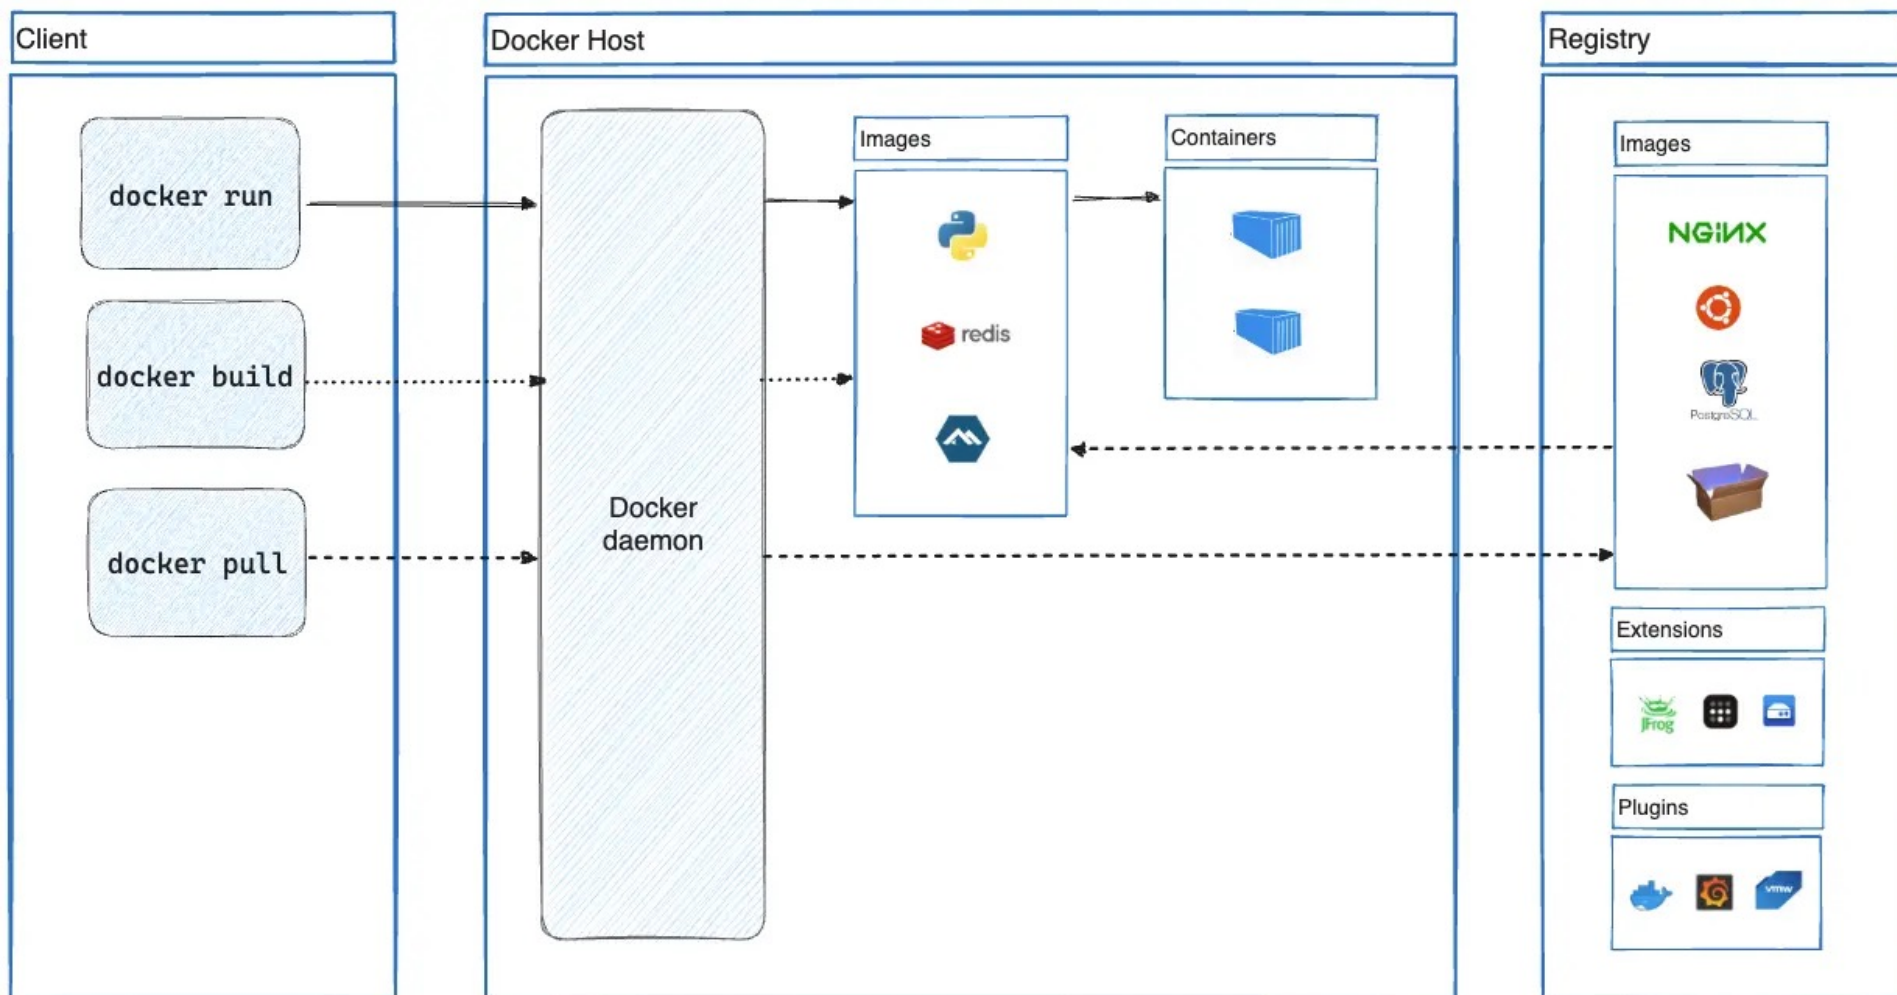 Client
docker run
docker build
docker pull
Docker Host
Docker
daemon
Images
redis
Containers
Registry
Images
NGINX
PostgreSQL
Extensions
JFrog
Plugins
vmw